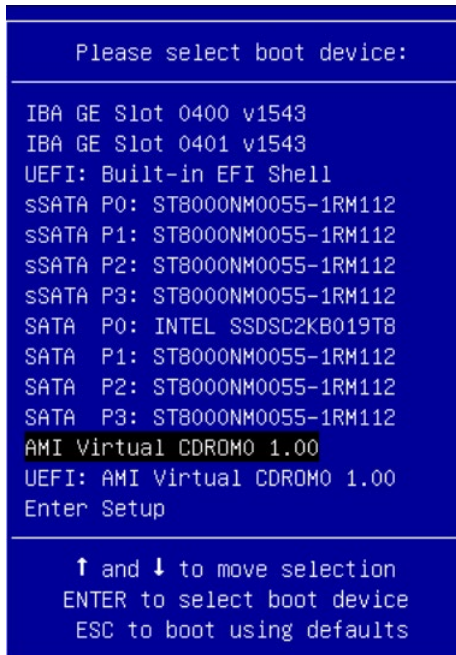 Please select boot device:
IBA GE Slot 0400 v1543
IBA GE Slot 0401 v1543
UEFI: Built-in EFI Shell
sSATA P0: ST8000NM0055-1RM112
sSATA P1: ST8000NM0055-1RM112
sSATA P2: ST8000NM0055-1RM112
sSATA P3: ST8000NM0055-1RM112
SATA  P0: INTEL SSDSC2KB019T8
SATA  P1: ST8000NM0055-1RM112
SATA  P2: ST8000NM0055-1RM112
SATA  P3: ST8000NM0055-1RM112
AMI Virtual CDROM0 1.00
UEFI: AMI Virtual CDROM0 1.00
Enter Setup
↑ and ↓ to move selection
ENTER to select boot device
ESC to boot using defaults